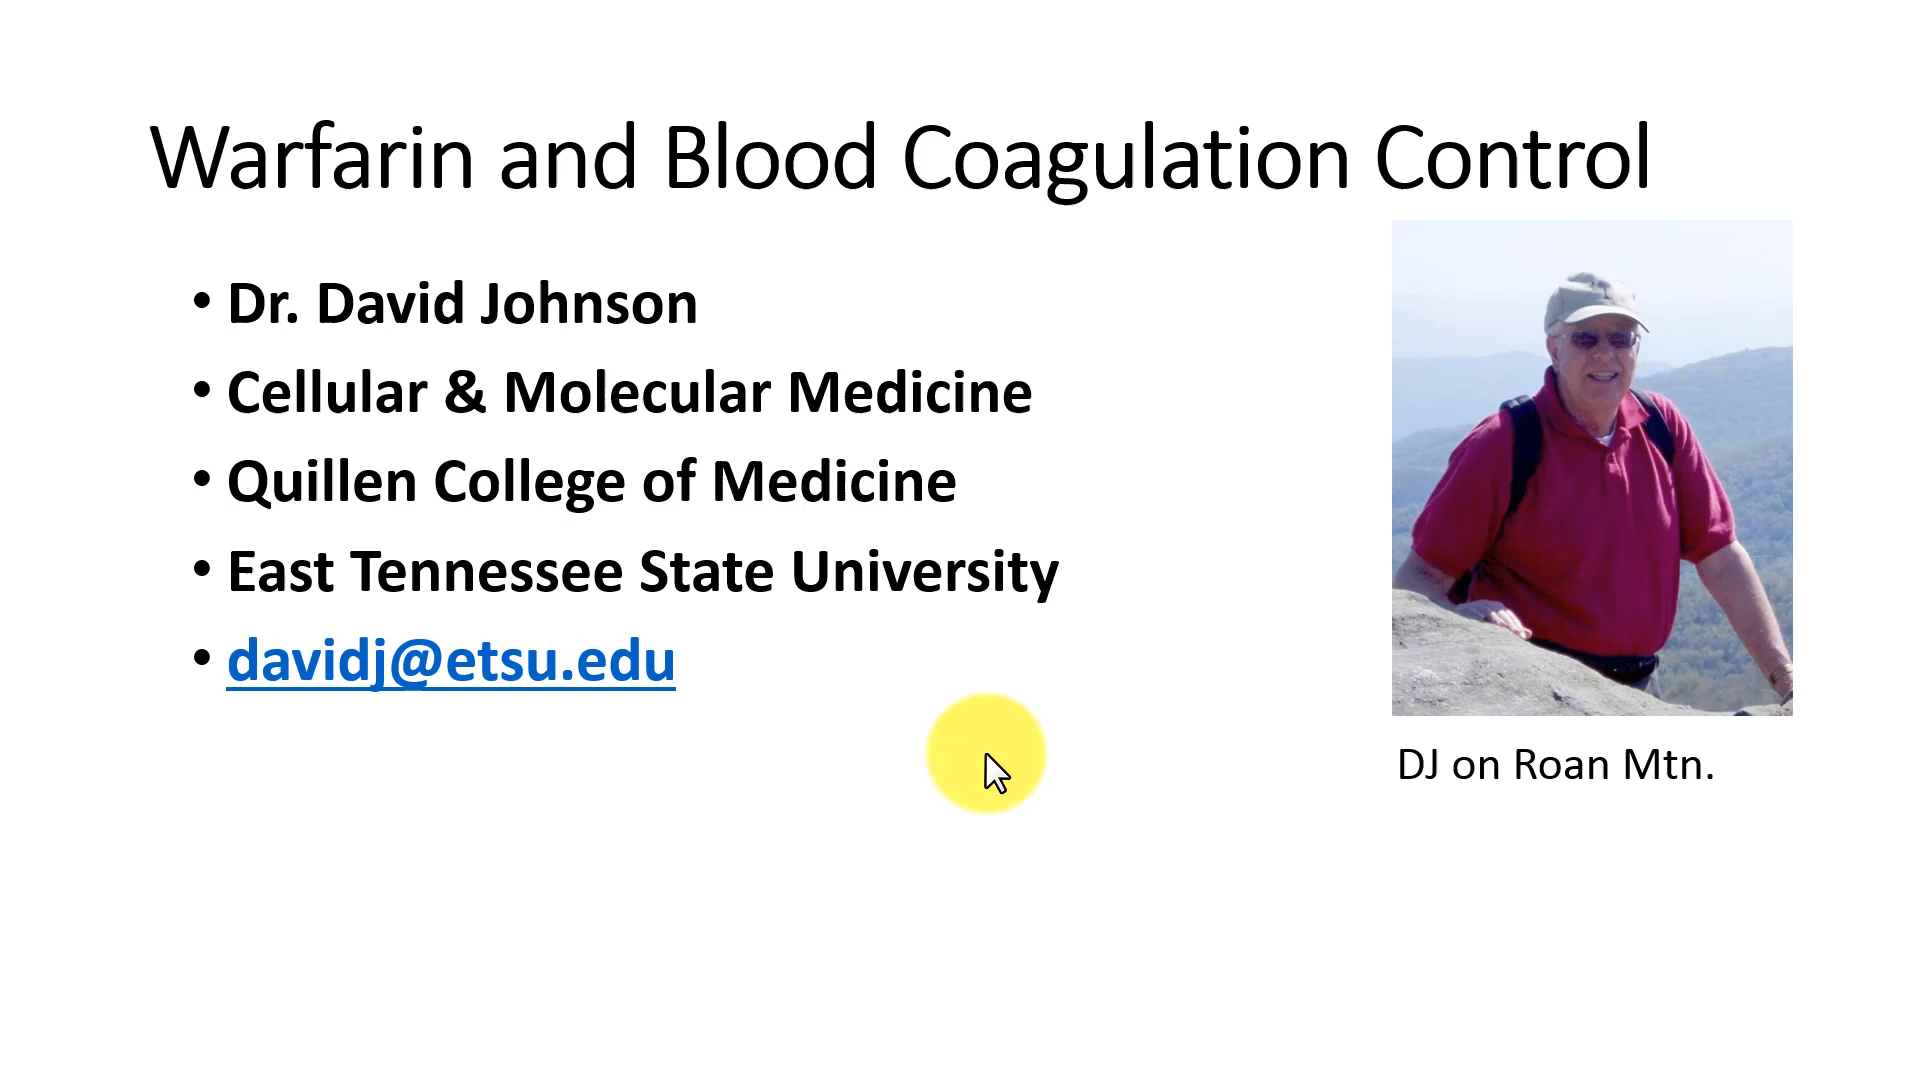 Warfarin and Blood Coagulation Control
• Dr. David Johnson
• Cellular & Molecular Medicine
• Quillen College of Medicine
• East Tennessee State University
• davidj@etsu.edu
DJ on Roan Mtn.